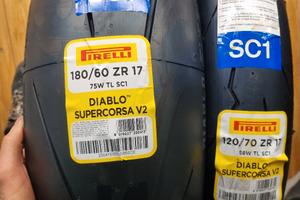 PIRELLI
180/60 ZR 17
75W TL SC1
DIABLO™
SUPERCORSA V2
SC1
PIRELLI
120/70 ZR 17
58W TL SC1
DIABLO
SUPERCORSA V2